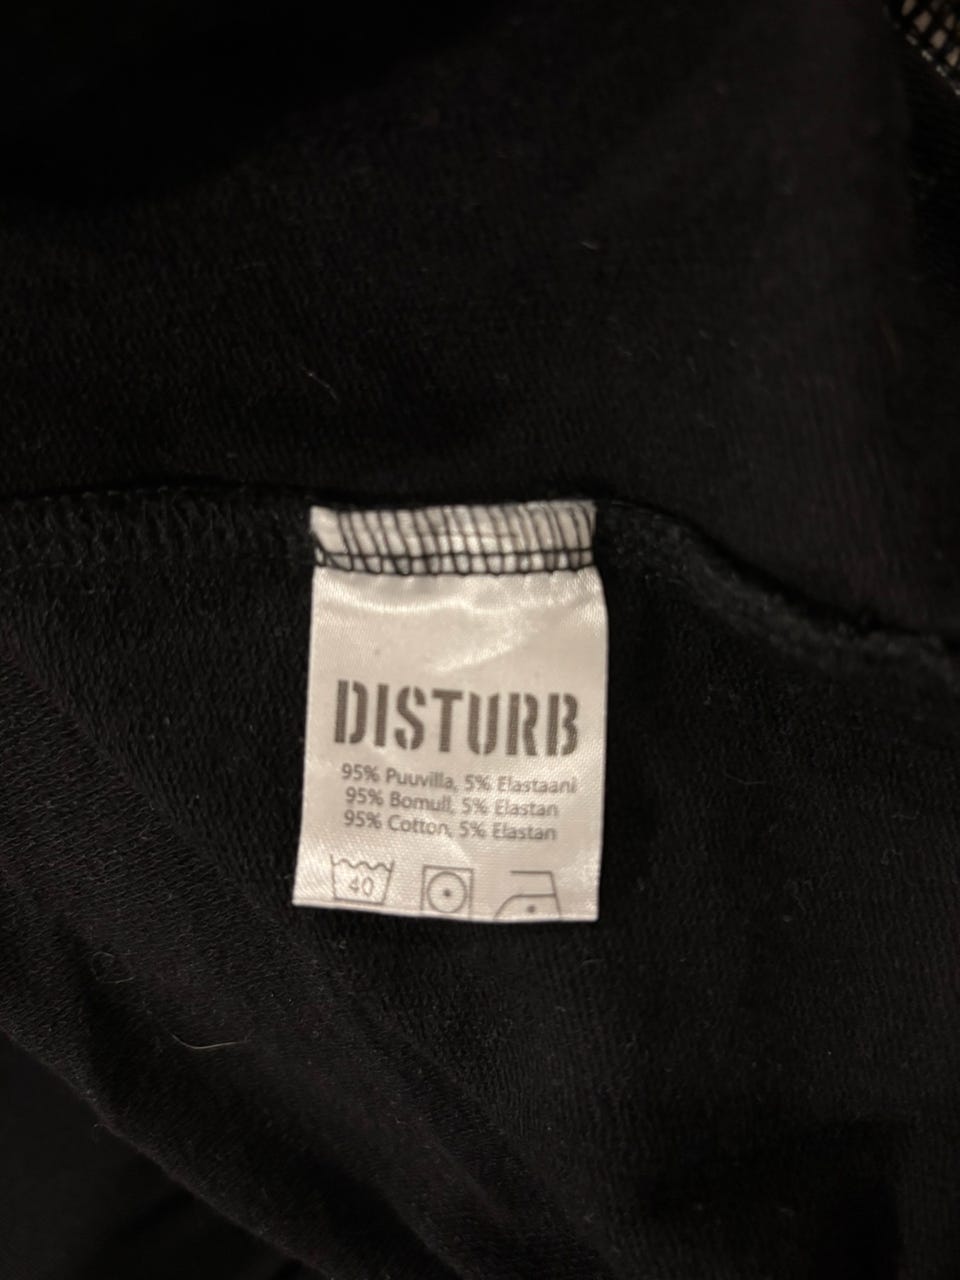 DISTURB
95% Puuvilla, 5% Elastaani
95% Bomull, 5% Elastan
95% Cotton, 5% Elastan
40